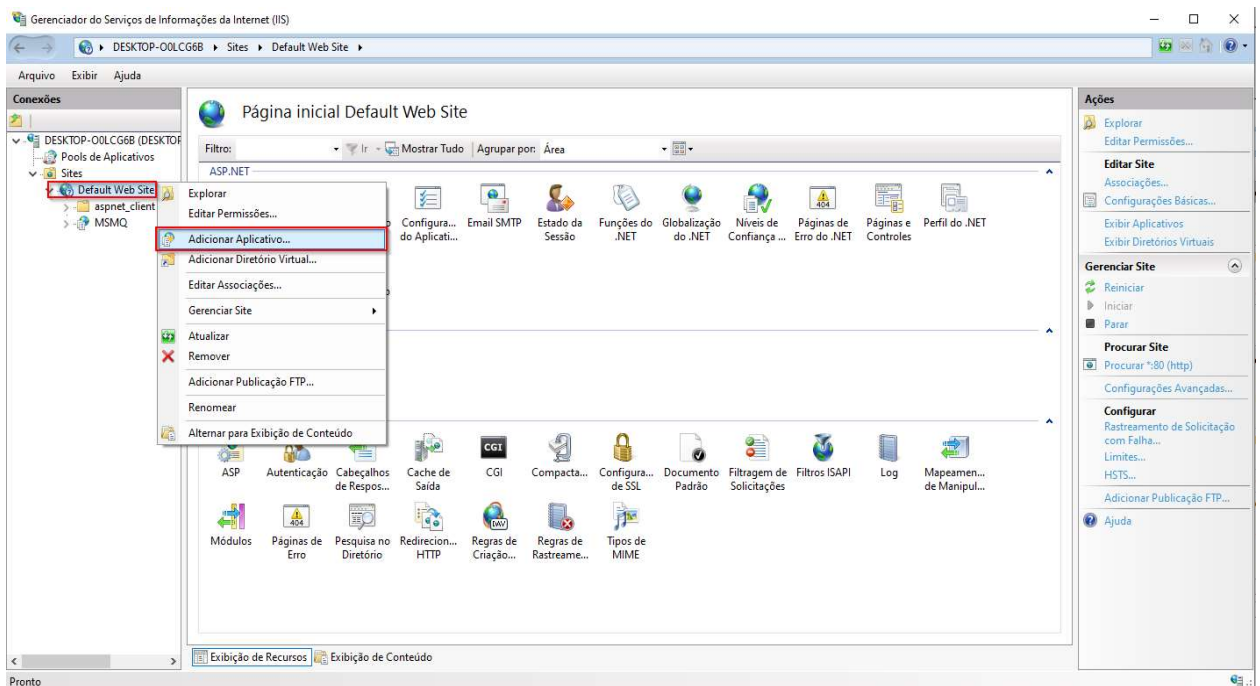 Gerenciador do Serviços de Informações da Internet (IIS)
DESKTOP-O0LCG6B ▸ Sites ▸ Default Web Site ▸
Arquivo Exibir Ajuda
Conexões
DESKTOP-O0LCG6B (DESKTOP
Pools de Aplicativos
Sites
Default Web Site
aspnet_client
MSMQ
Explorar
Editar Permissões...
Adicionar Aplicativo...
Adicionar Diretório Virtual...
Editar Associações...
Gerenciar Site
Atualizar
Remover
Adicionar Publicação FTP...
Renomear
Alternar para Exibição de Conteúdo
Página inicial Default Web Site
Filtro: Ir Mostrar Tudo Agrupar por: Área
ASP.NET
Configura... Email SMTP Estado da Funções do Globalização Níveis de Páginas de Páginas e Perfil do .NET
do Aplicati... Sessão .NET do .NET Confiança ... Erro do .NET Controles
404
CGI
ASP Autenticação Cabeçalhos Cache de CGI Compacta... Configura... Documento Filtragem de Filtros ISAPI Log Mapeamen...
de Respos... Saída de SSL Padrão Solicitações de Manipul...
404
DAV
Módulos Páginas de Pesquisa no Redirecion... Regras de Regras de Tipos de
Erro Diretório HTTP Criação... Rastreame... MIME
Exibição de Recursos Exibição de Conteúdo
Ações
Explorar
Editar Permissões...
Editar Site
Associações...
Configurações Básicas...
Exibir Aplicativos
Exibir Diretórios Virtuais
Gerenciar Site
Reiniciar
Iniciar
Parar
Procurar Site
Procurar *:80 (http)
Configurações Avançadas...
Configurar
Rastreamento de Solicitação
com Falha...
Limites...
HSTS...
Adicionar Publicação FTP...
Ajuda
Pronto